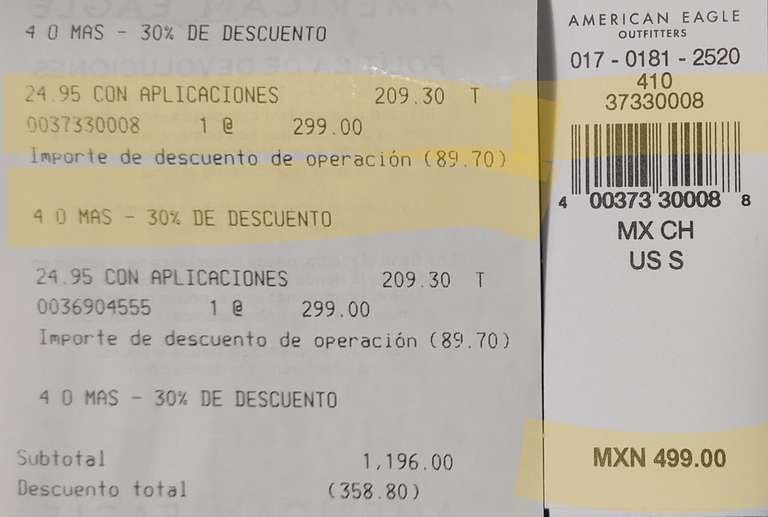 4 O MAS - 30% DE DESCUENTO
24.95 CON APLICACIONES 209.30 T
0037330008 1 @ 299.00
Importe de descuento de operación (89.70)
4 O MAS - 30% DE DESCUENTO
24.95 CON APLICACIONES 209.30 T
0036904555 1 @ 299.00
Importe de descuento de operación (89.70)
4 O MAS - 30% DE DESCUENTO
Subtotal 1,196.00
Descuento total (358.80)
AMERICAN EAGLE
OUTFITTERS
017 - 0181 - 2520
410
37330008
4 00373 30008 8
MX CH
US S
MXN 499.00